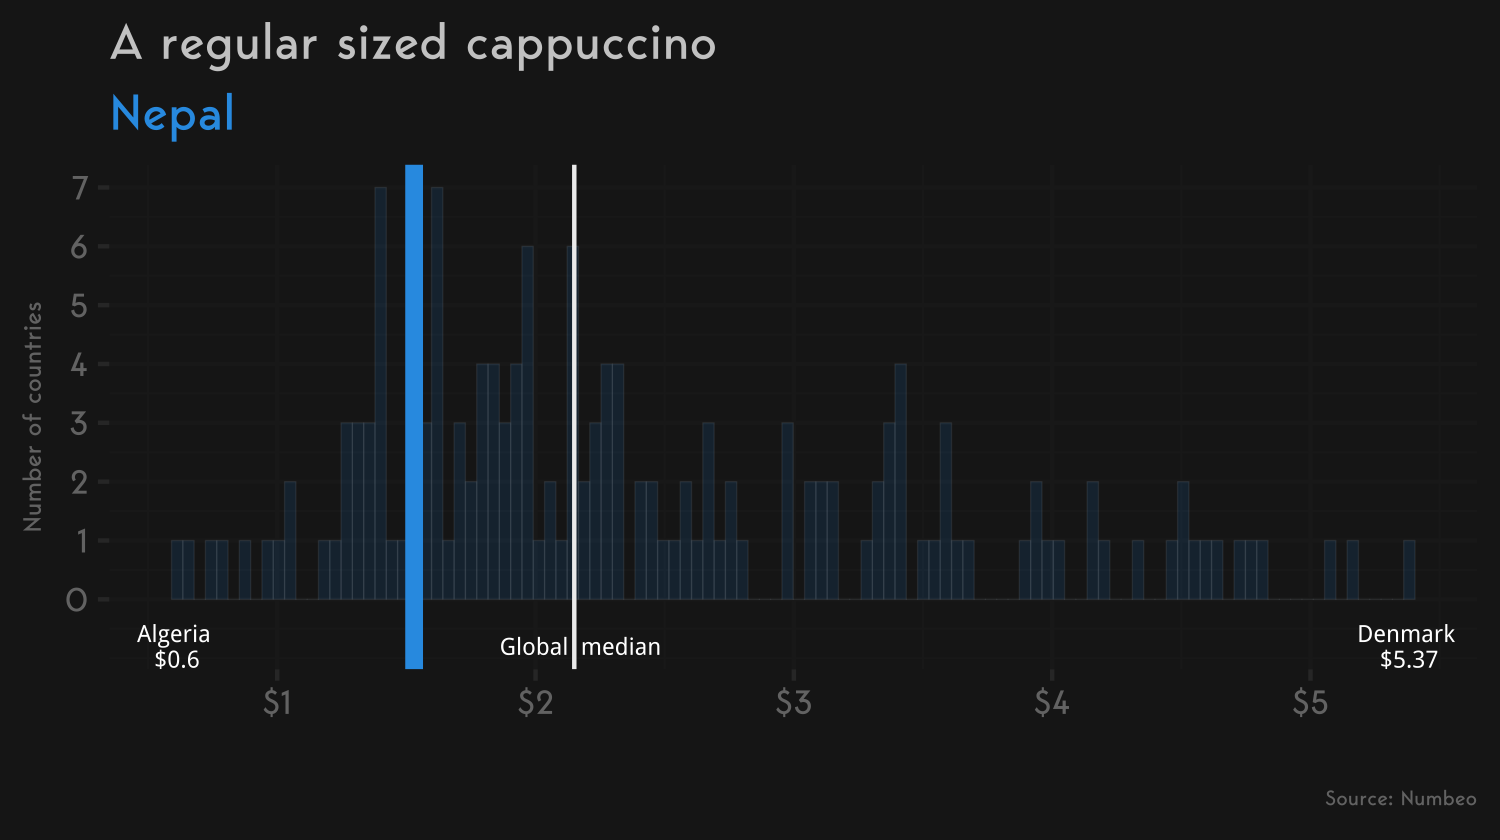 A regular sized cappuccino
Nepal
Number of countries
7
6
5
4
3
2
1
0
Algeria
$0.6
Global median
Denmark
$5.37
$1 $2 $3 $4 $5
Source: Numbeo